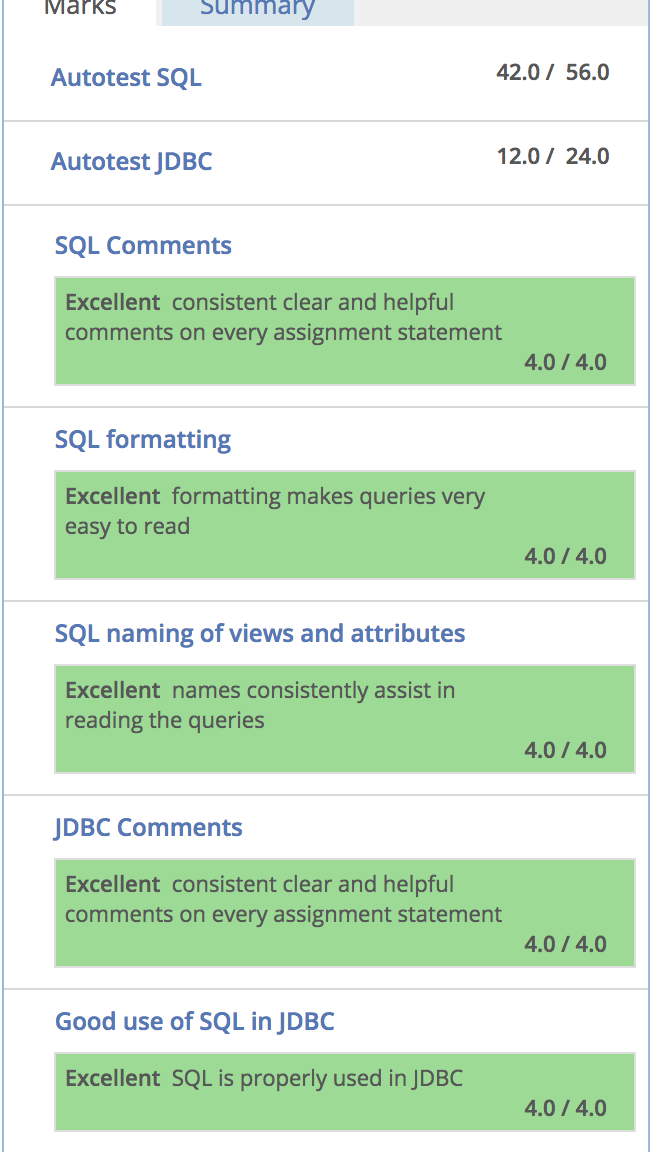 Marks Summary
Autotest SQL 42.0 / 56.0
Autotest JDBC 12.0 / 24.0
SQL Comments
Excellent consistent clear and helpful
comments on every assignment statement
4.0 / 4.0
SQL formatting
Excellent formatting makes queries very
easy to read
4.0 / 4.0
SQL naming of views and attributes
Excellent names consistently assist in
reading the queries
4.0 / 4.0
JDBC Comments
Excellent consistent clear and helpful
comments on every assignment statement
4.0 / 4.0
Good use of SQL in JDBC
Excellent SQL is properly used in JDBC
4.0 / 4.0